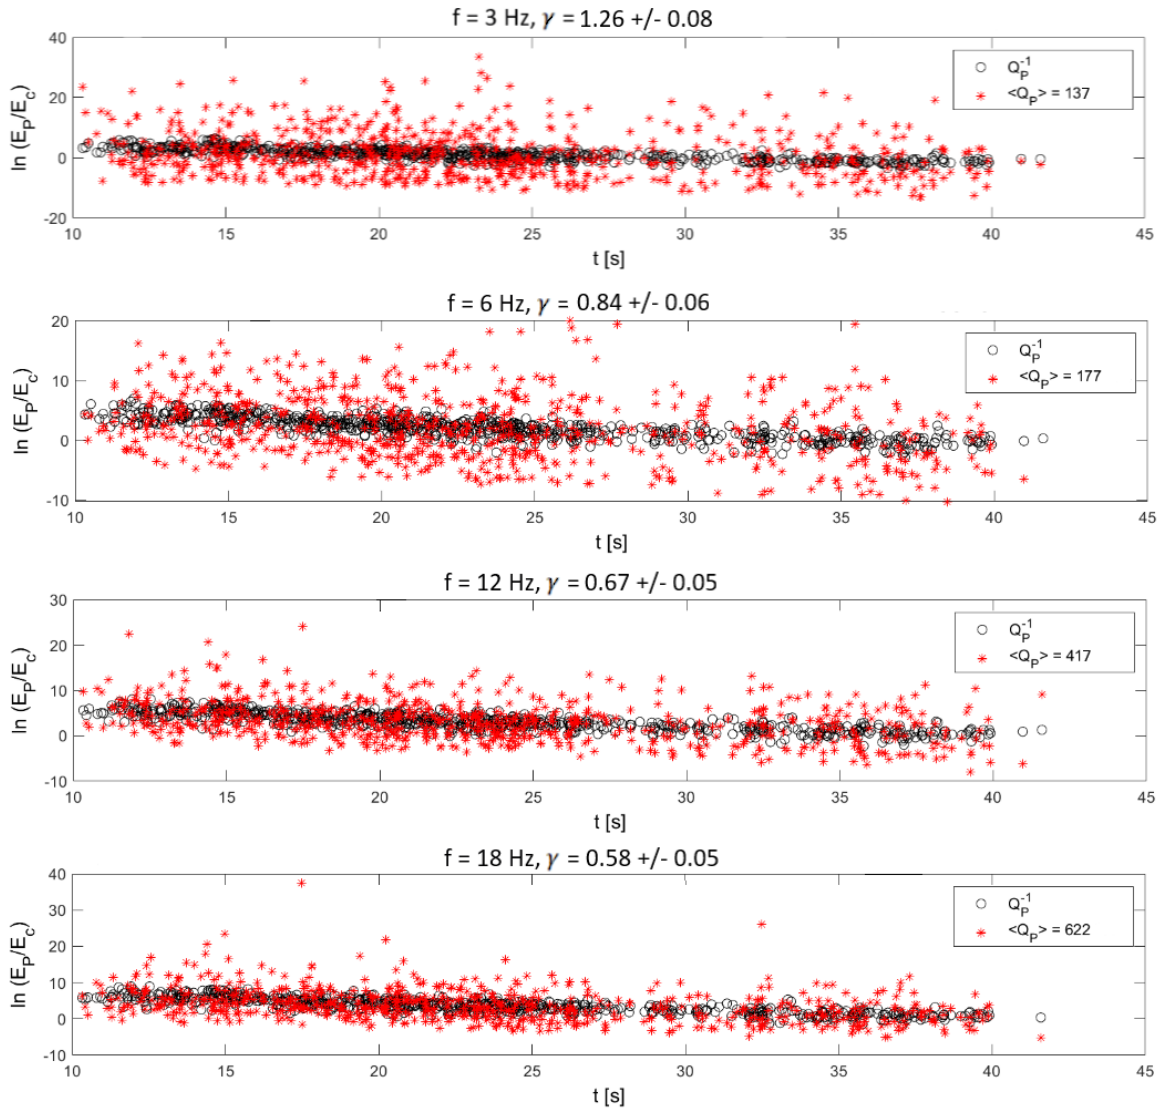 f = 3 Hz, γ = 1.26 +/- 0.08
40
20
0
-20
ln (E_P/E_c)
Q_P^-1
<Q_P> = 137
10 15 20 25 30 35 40 45
t [s]
f = 6 Hz, γ = 0.84 +/- 0.06
20
10
0
-10
ln (E_P/E_c)
Q_P^-1
<Q_P> = 177
10 15 20 25 30 35 40 45
t [s]
f = 12 Hz, γ = 0.67 +/- 0.05
30
20
10
0
-10
ln (E_P/E_c)
Q_P^-1
<Q_P> = 417
10 15 20 25 30 35 40 45
t [s]
f = 18 Hz, γ = 0.58 +/- 0.05
40
30
20
10
0
-10
ln (E_P/E_c)
Q_P^-1
<Q_P> = 622
10 15 20 25 30 35 40 45
t [s]